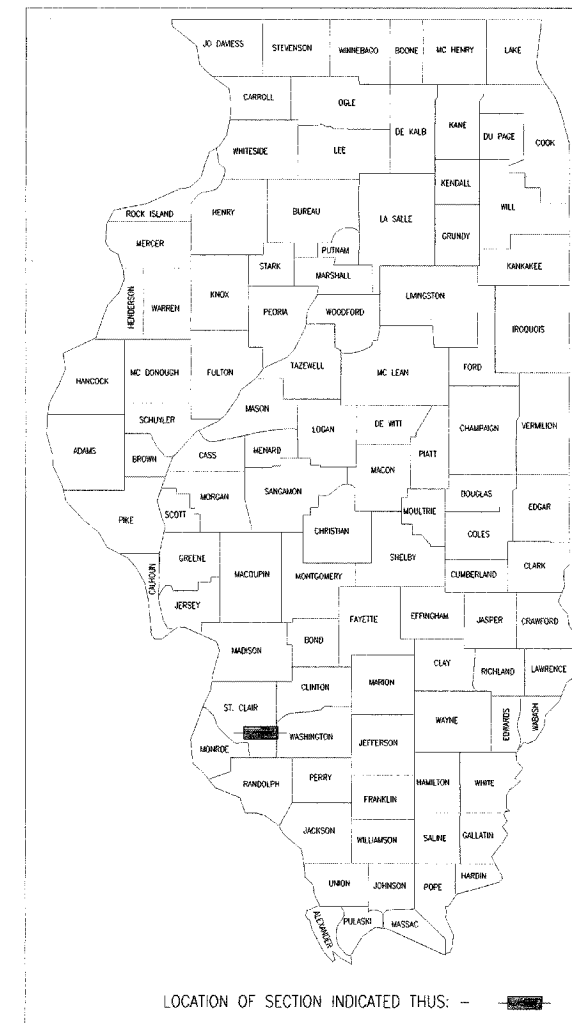 JO DAVIESS
STEVENSON
WINNEBAGO
BOONE
MC HENRY
LAKE
CARROLL
OGLE
DE KALB
KANE
DU PAGE
COOK
WHITESIDE
LEE
KENDALL
WILL
ROCK ISLAND
HENRY
BUREAU
LA SALLE
GRUNDY
MERCER
PUTNAM
STARK
MARSHALL
KANKAKEE
HENDERSON
WARREN
KNOX
PEORIA
WOODFORD
LIVINGSTON
IROQUOIS
HANCOCK
MC DONOUGH
FULTON
TAZEWELL
MC LEAN
FORD
MASON
SCHUYLER
LOGAN
DE WITT
CHAMPAIGN
VERMILION
ADAMS
BROWN
CASS
MENARD
PIATT
MACON
MORGAN
SANGAMON
DOUGLAS
PIKE
SCOTT
MOULTRIE
EDGAR
CHRISTIAN
COLES
GREENE
MACOUPIN
SHELBY
CALHOUN
MONTGOMERY
CUMBERLAND
CLARK
JERSEY
FAYETTE
EFFINGHAM
JASPER
CRAWFORD
MADISON
BOND
CLAY
RICHLAND
LAWRENCE
CLINTON
MARION
ST. CLAIR
WAYNE
EDWARDS
WABASH
MONROE
WASHINGTON
JEFFERSON
RANDOLPH
PERRY
HAMILTON
WHITE
FRANKLIN
JACKSON
WILLIAMSON
SALINE
GALLATIN
UNION
JOHNSON
POPE
HARDIN
ALEXANDER
PULASKI
MASSAC
LOCATION OF SECTION INDICATED THUS: -